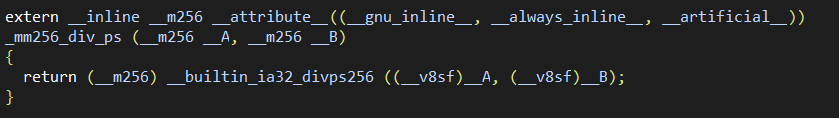 extern __inline __m256 __attribute__((__gnu_inline__, __always_inline__, __artificial__))
_mm256_div_ps (__m256 __A, __m256 __B)
{
  return (__m256) __builtin_ia32_divps256 ((__v8sf)__A, (__v8sf)__B);
}